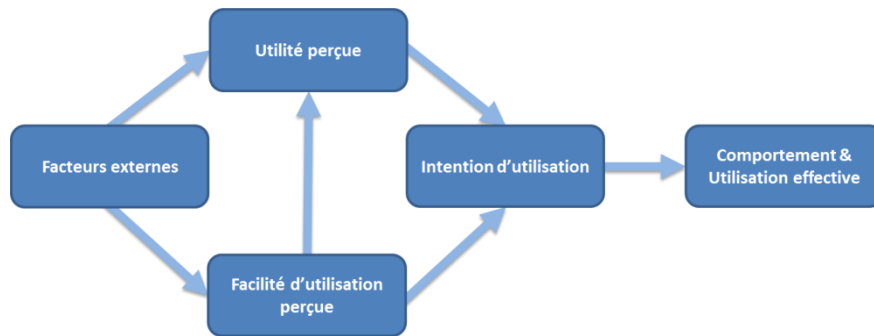 Utilité perçue
Facteurs externes
Intention d'utilisation
Comportement &
Utilisation effective
Facilité d'utilisation
perçue